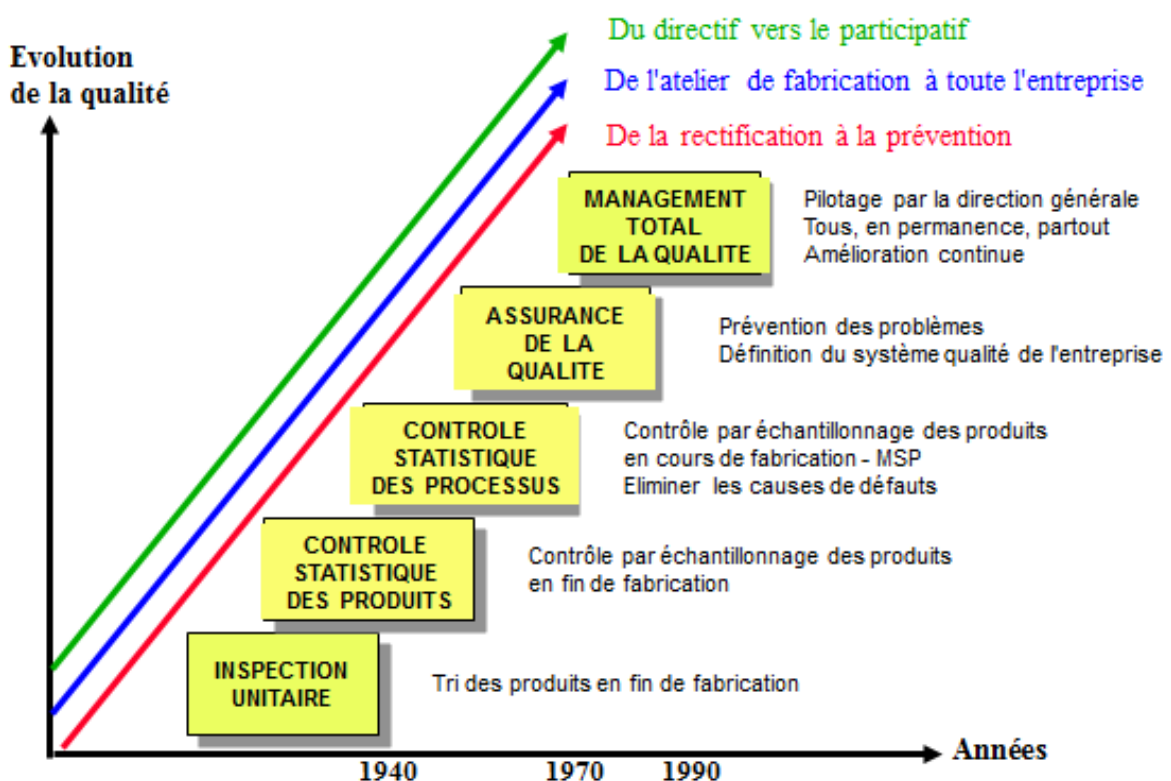 Du directif vers le participatif
Evolution
de la qualité
De l'atelier de fabrication à toute l'entreprise
De la rectification à la prévention
MANAGEMENT
TOTAL
DE LA QUALITE
Pilotage par la direction générale
Tous, en permanence, partout
Amélioration continue
ASSURANCE
DE LA
QUALITE
Prévention des problèmes
Définition du système qualité de l'entreprise
CONTROLE
STATISTIQUE
DES PROCESSUS
Contrôle par échantillonnage des produits
en cours de fabrication - MSP
Eliminer les causes de défauts
CONTROLE
STATISTIQUE
DES PRODUITS
Contrôle par échantillonnage des produits
en fin de fabrication
INSPECTION
UNITAIRE
Tri des produits en fin de fabrication
Années
1940 1970 1990